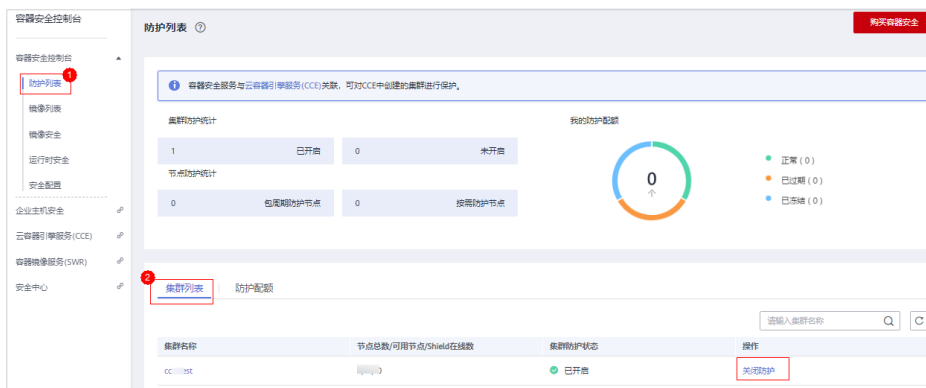 容器安全控制台
防护列表
购买容器安全
容器安全控制台
1
防护列表
镜像列表
镜像安全
运行时安全
安全配置
企业主机安全
云容器引擎服务(CCE)
容器镜像服务(SWR)
安全中心
容器安全服务与云容器引擎服务(CCE)关联，可对CCE中创建的集群进行保护。
集群防护统计
1 已开启 0 未开启
节点防护统计
0 包周期防护节点 0 按需防护节点
我的防护配额
0
个
正常 ( 0 )
已过期 ( 0 )
已冻结 ( 0 )
2
集群列表 防护配额
请输入集群名称
集群名称 节点总数/可用节点/Shield在线数 集群防护状态 操作
已开启 关闭防护